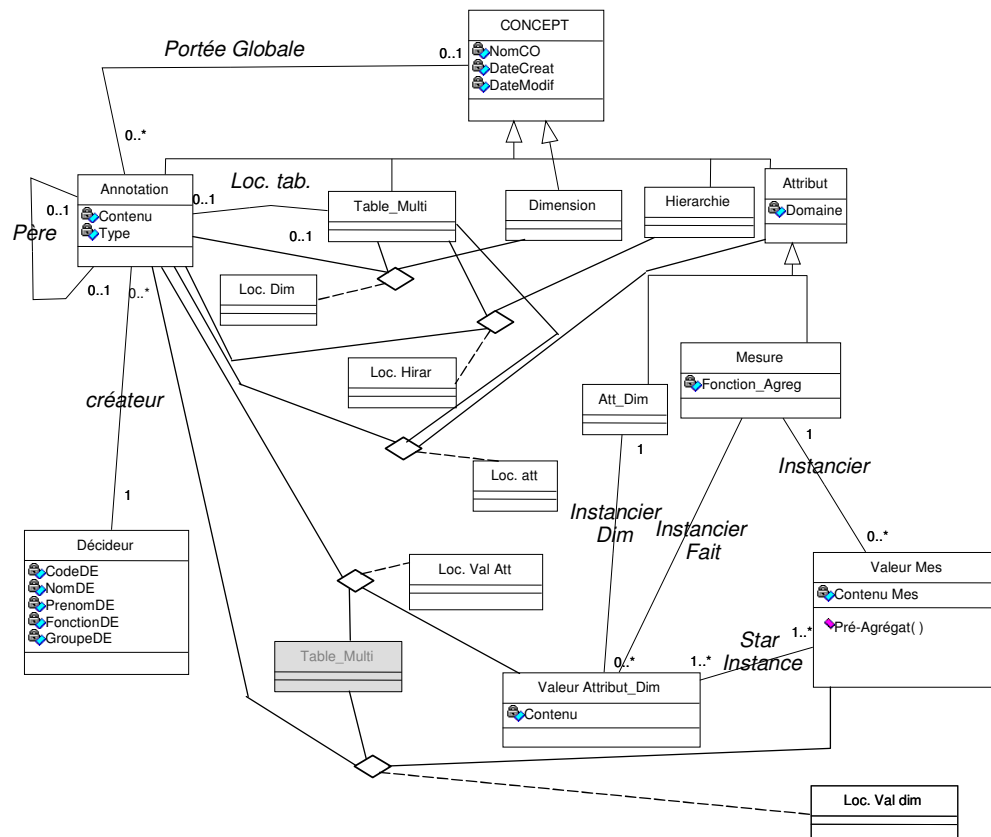 CONCEPT
NomCO
DateCreat
DateModif
Portée Globale
0..1
0..1
0..*
Annotation
Contenu
Type
Loc. tab.
0..1
0..1
Père
0..1
0..1
0..*
Table_Multi
Dimension
Hierarchie
Attribut
Domaine
Loc. Dim
Loc. Hirar
Mesure
Fonction_Agreg
Att_Dim
créateur
1
1
1
Loc. att
Instancier
Instancier
Dim
Instancier
Fait
0..*
Décideur
CodeDE
NomDE
PrenomDE
FonctionDE
GroupeDE
Loc. Val Att
Valeur Mes
Contenu Mes
Pré-Agrégat( )
Table_Multi
Star
Instance
1..*
1..*
0..*
Valeur Attribut_Dim
Contenu
Loc. Val dim